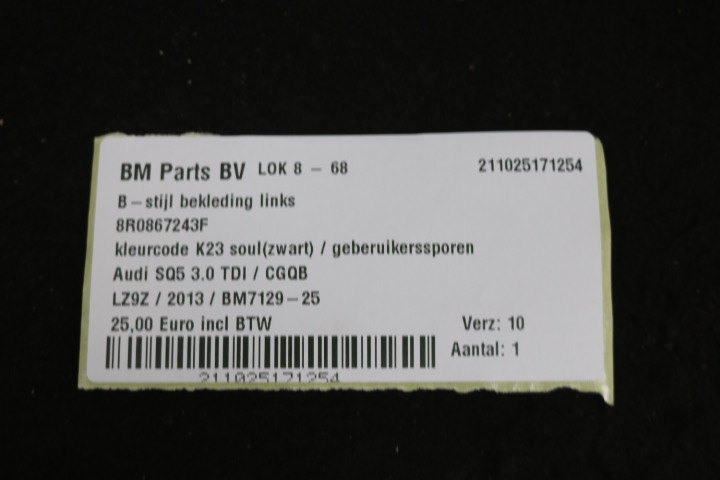 BM Parts BV LOK 8 - 68 211025171254
B-stijl bekleding links
8R0867243F
kleurcode K23 soul(zwart) / geberuikerssporen
Audi SQ5 3.0 TDI / CGQB
LZ9Z / 2013 / BM7129-25
25,00 Euro incl BTW Verz: 10
Aantal: 1
211025171254